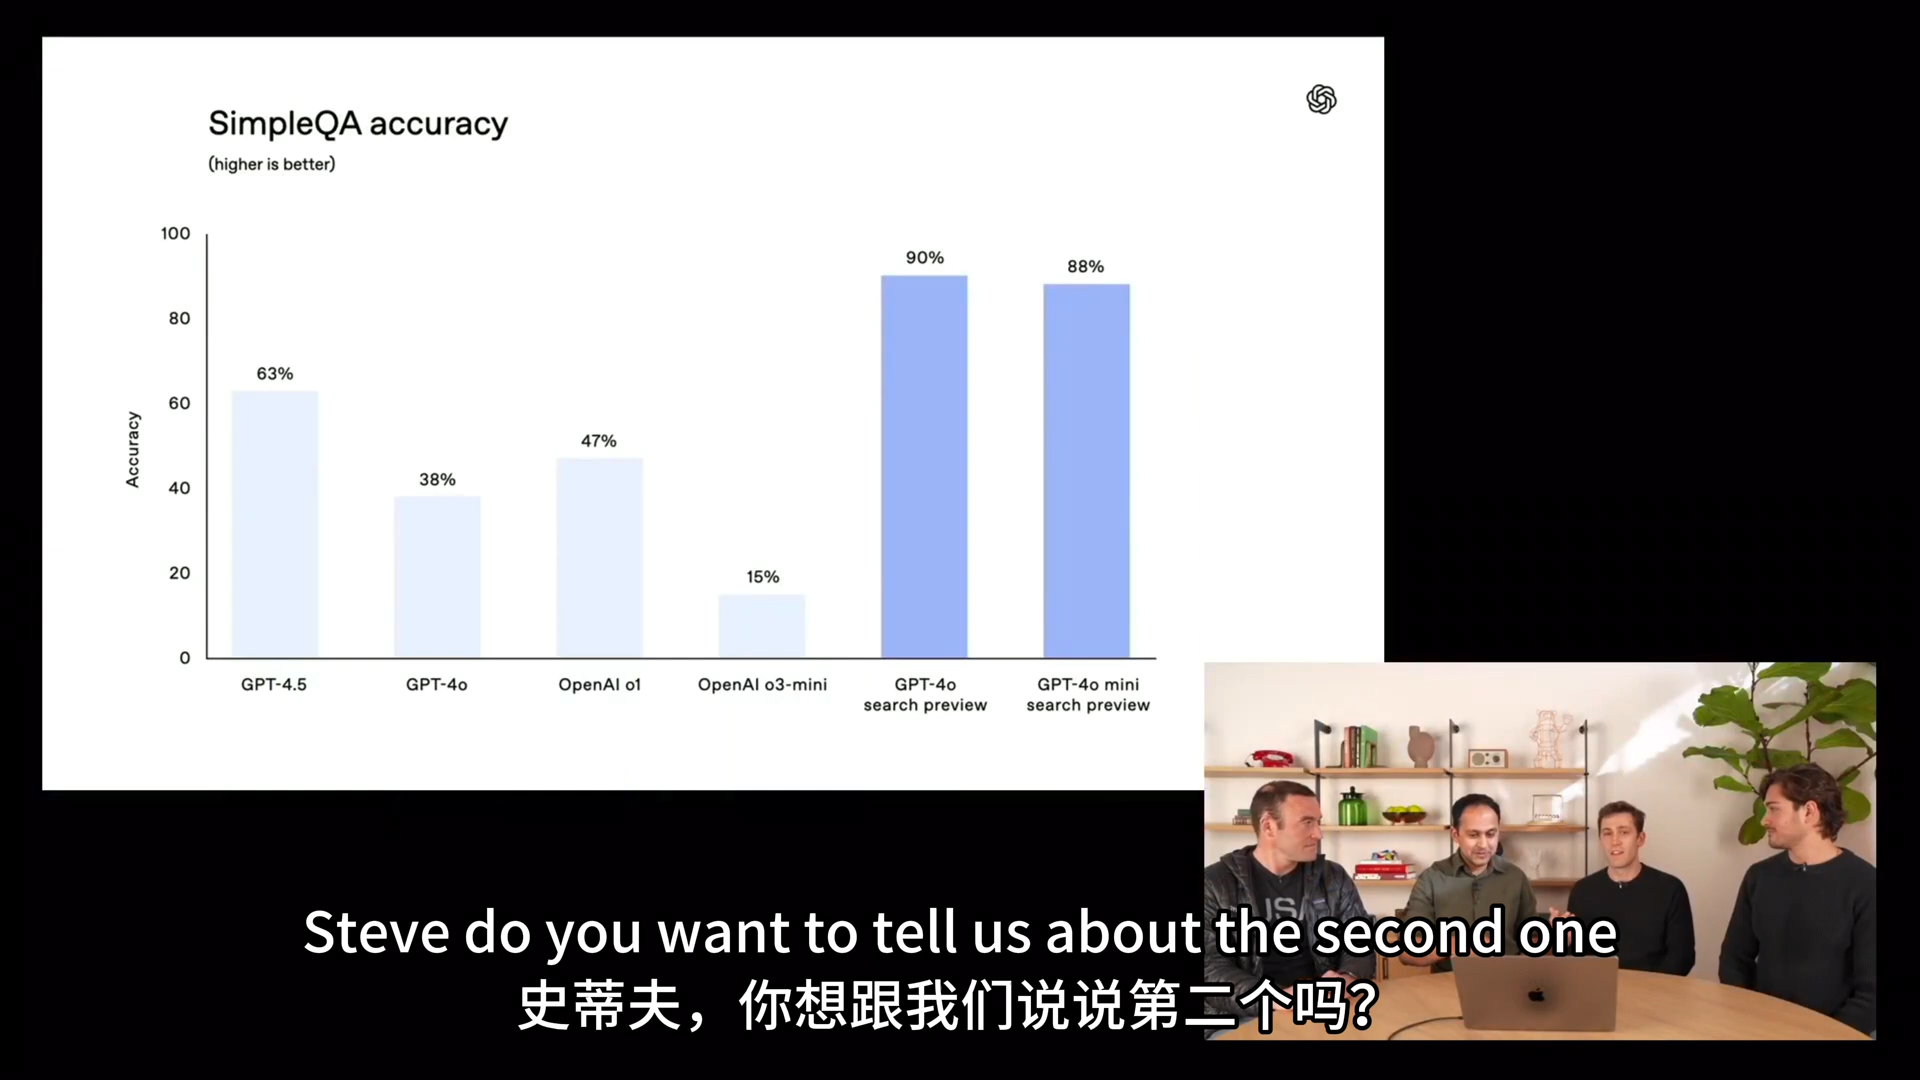 SimpleQA accuracy
(higher is better)
Accuracy
100
80
60
40
20
0
63%
38%
47%
15%
90%
88%
GPT-4.5
GPT-4o
OpenAI o1
OpenAI o3-mini
GPT-4o
search preview
GPT-4o mini
search preview
USA
Steve do you want to tell us about the second one
史蒂夫，你想跟我们说说第二个吗？